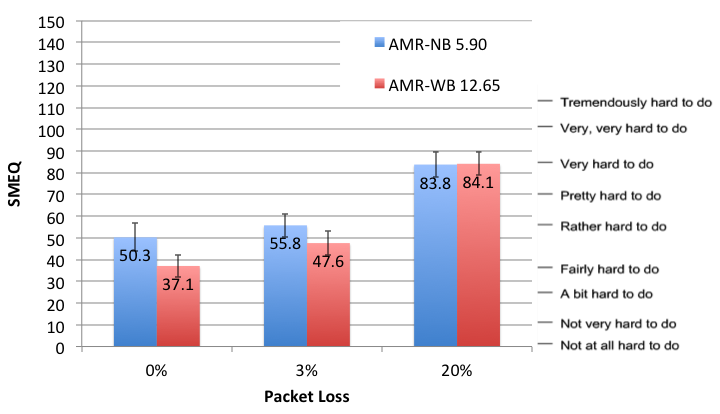 SMEQ
150
140
130
120
110
100
90
80
70
60
50
40
30
20
10
0
AMR-NB 5.90
AMR-WB 12.65
50.3
37.1
55.8
47.6
83.8
84.1
0%
3%
20%
Packet Loss
Tremendously hard to do
Very, very hard to do
Very hard to do
Pretty hard to do
Rather hard to do
Fairly hard to do
A bit hard to do
Not very hard to do
Not at all hard to do